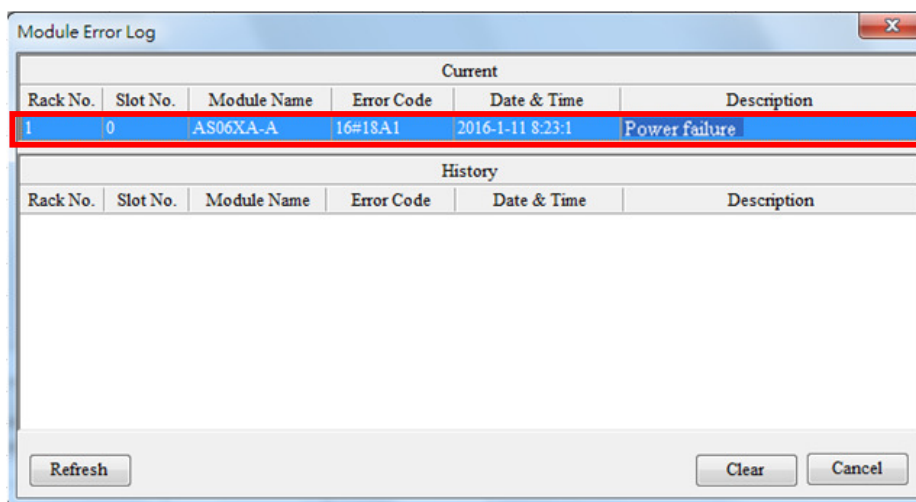 Module Error Log
Current
Rack No. Slot No. Module Name Error Code Date & Time Description
1 0 AS06XA-A 16#18A1 2016-1-11 8:23:1 Power failure
History
Rack No. Slot No. Module Name Error Code Date & Time Description
Refresh Clear Cancel